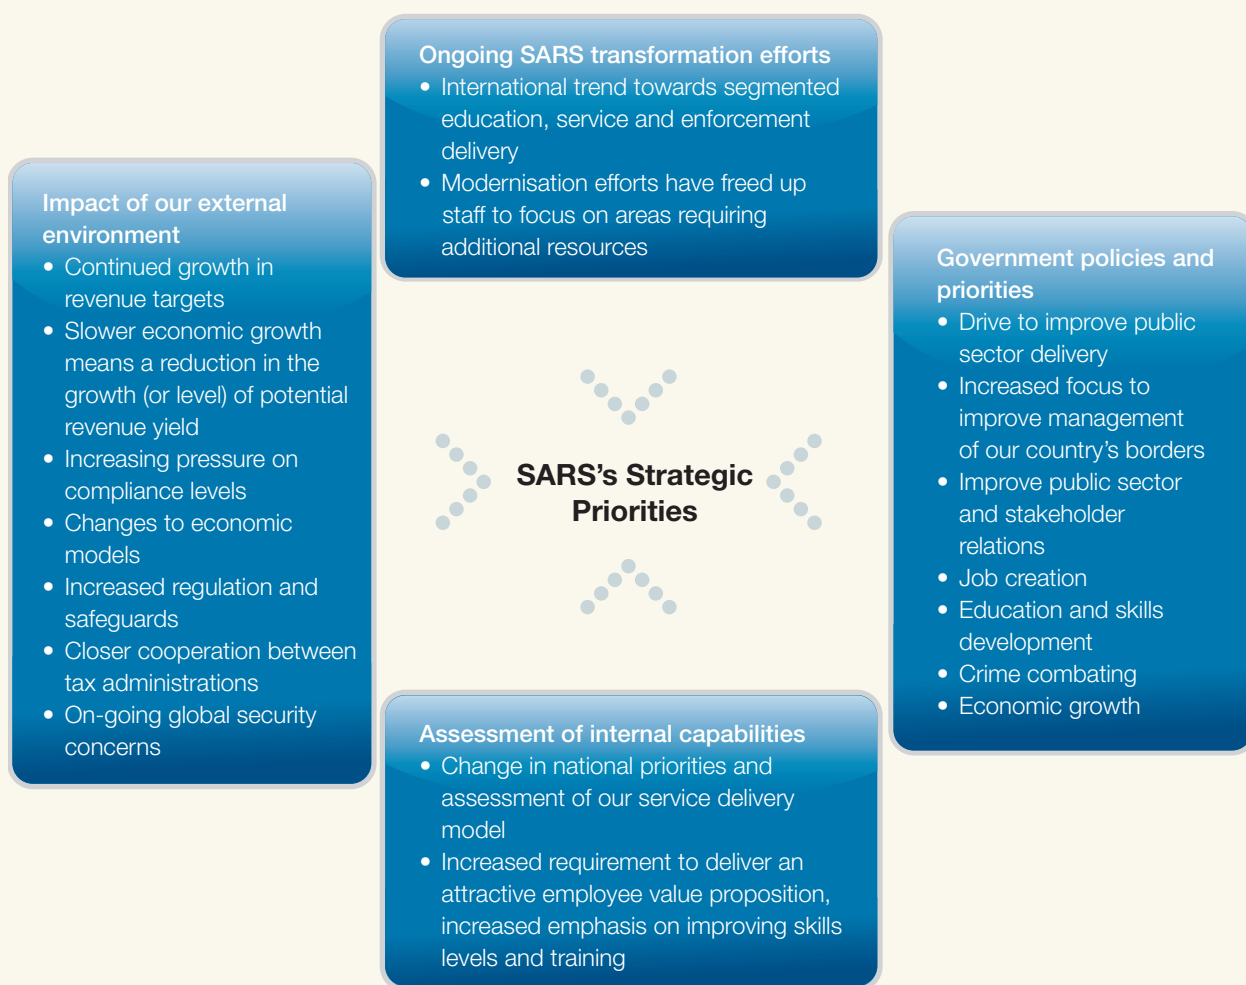 Ongoing SARS transformation efforts
• International trend towards segmented
education, service and enforcement
delivery
• Modernisation efforts have freed up
staff to focus on areas requiring
additional resources
Impact of our external
environment
• Continued growth in
revenue targets
• Slower economic growth
means a reduction in the
growth (or level) of potential
revenue yield
• Increasing pressure on
compliance levels
• Changes to economic
models
• Increased regulation and
safeguards
• Closer cooperation between
tax administrations
• On-going global security
concerns
SARS's Strategic
Priorities
Government policies and
priorities
• Drive to improve public
sector delivery
• Increased focus to
improve management
of our country's borders
• Improve public sector
and stakeholder
relations
• Job creation
• Education and skills
development
• Crime combating
• Economic growth
Assessment of internal capabilities
• Change in national priorities and
assessment of our service delivery
model
• Increased requirement to deliver an
attractive employee value proposition,
increased emphasis on improving skills
levels and training